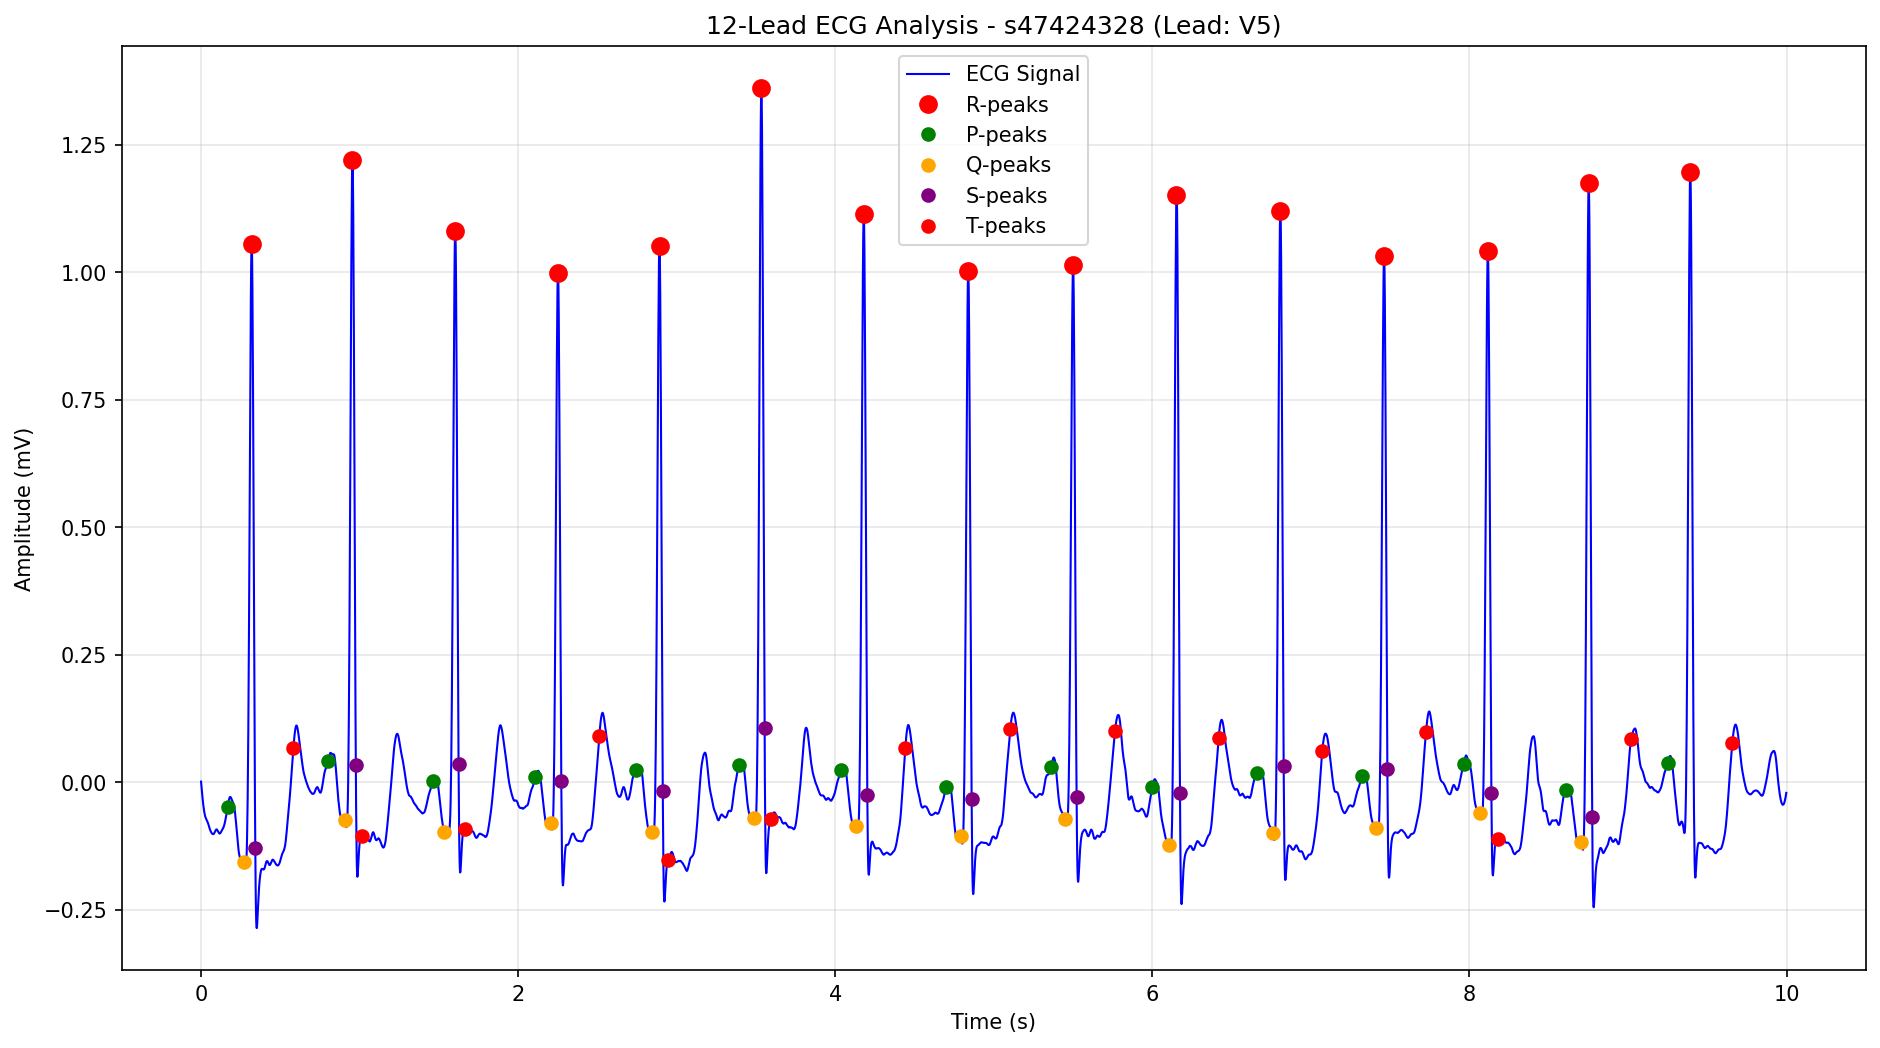 12-Lead ECG Analysis - s47424328 (Lead: V5)
ECG Signal
R-peaks
P-peaks
Q-peaks
S-peaks
T-peaks
Amplitude (mV)
1.25
1.00
0.75
0.50
0.25
0.00
−0.25
0 2 4 6 8 10
Time (s)